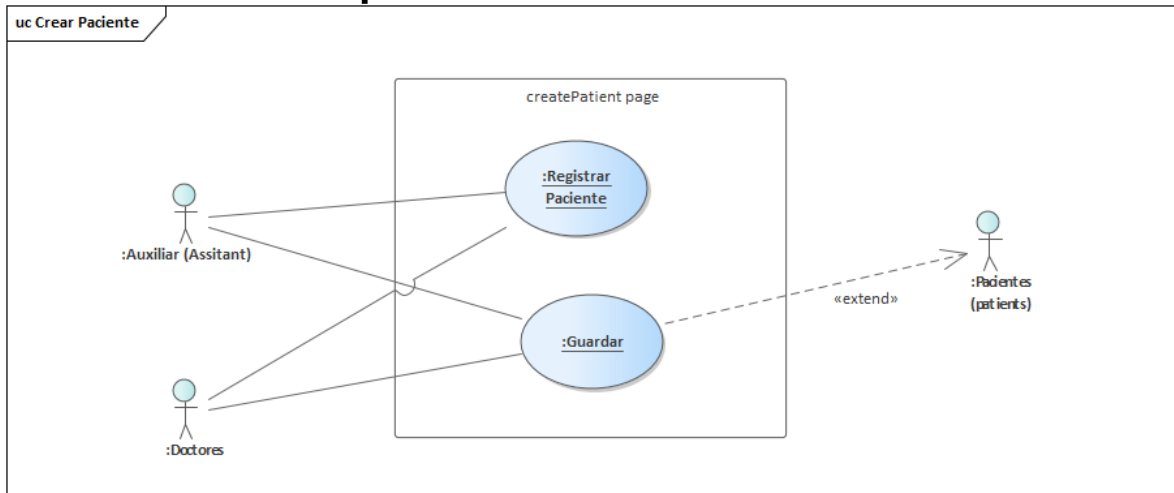 uc Crear Paciente
createPatient page
:Registrar
Paciente
:Auxiliar (Assitant)
:Pacientes
(patients)
«extend»
:Guardar
:Doctores